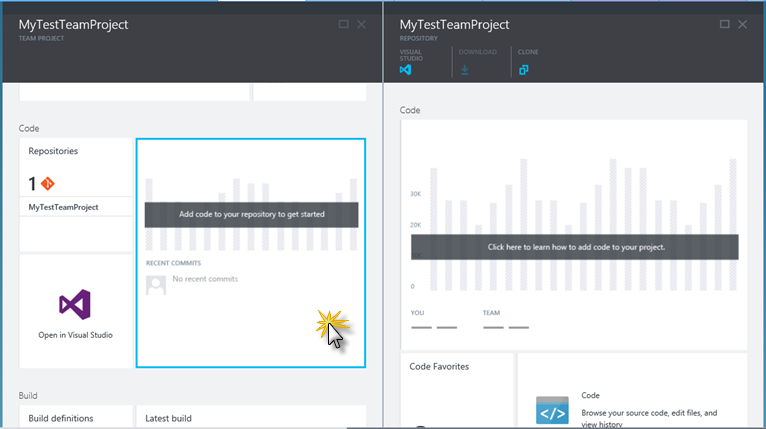 MyTestTeamProject
TEAM PROJECT
Code
Repositories
1
MyTestTeamProject
Add code to your repository to get started
RECENT COMMITS
No recent commits
Open in Visual Studio
Build
Build definitions
Latest build
MyTestTeamProject
REPOSITORY
VISUAL
STUDIO
DOWNLOAD
CLONE
Code
30K
20K
Click here to learn how to add code to your project.
0
YOU
TEAM
Code Favorites
Code
Browse your source code, edit files, and
view history